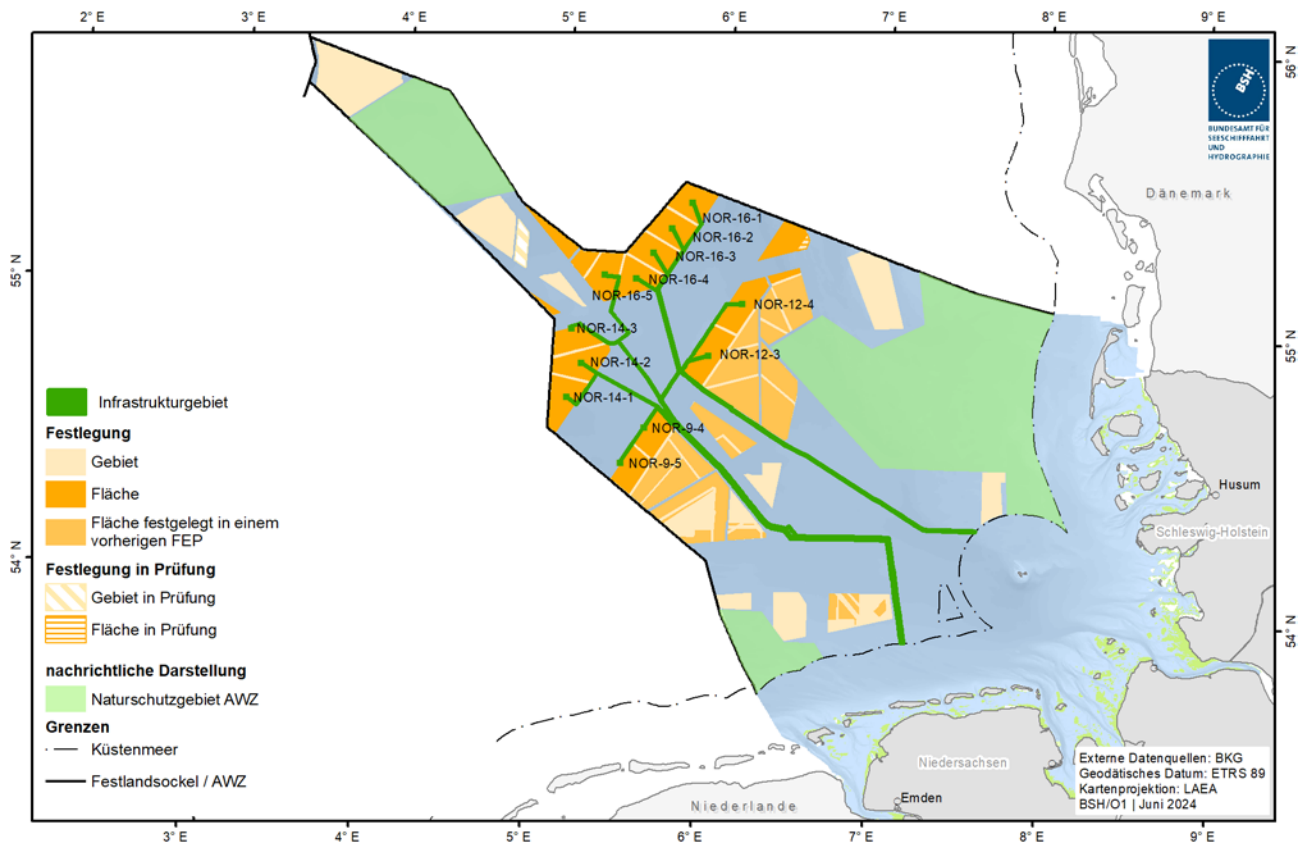 2° E 3° E 4° E 5° E 6° E 7° E 8° E 9° E
56° N
55° N
55° N
54° N
54° N
BSH
BUNDESAMT FÜR
SEESCHIFFFAHRT
UND
HYDROGRAPHIE
Dänemark
NOR-16-1
NOR-16-2
NOR-16-3
NOR-16-4
NOR-16-5
NOR-12-4
NOR-14-3
NOR-12-3
NOR-14-2
NOR-14-1
NOR-9-4
NOR-9-5
Husum
Schleswig-Holstein
Infrastrukturgebiet
Festlegung
Gebiet
Fläche
Fläche festgelegt in einem
vorherigen FEP
Festlegung in Prüfung
Gebiet in Prüfung
Fläche in Prüfung
nachrichtliche Darstellung
Naturschutzgebiet AWZ
Grenzen
Küstenmeer
Festlandsockel / AWZ
Niedersachsen
Emden
Niederlande
Externe Datenquellen: BKG
Geodätisches Datum: ETRS 89
Kartenprojektion: LAEA
BSH/O1 | Juni 2024
3° E 4° E 5° E 6° E 7° E 8° E 9° E